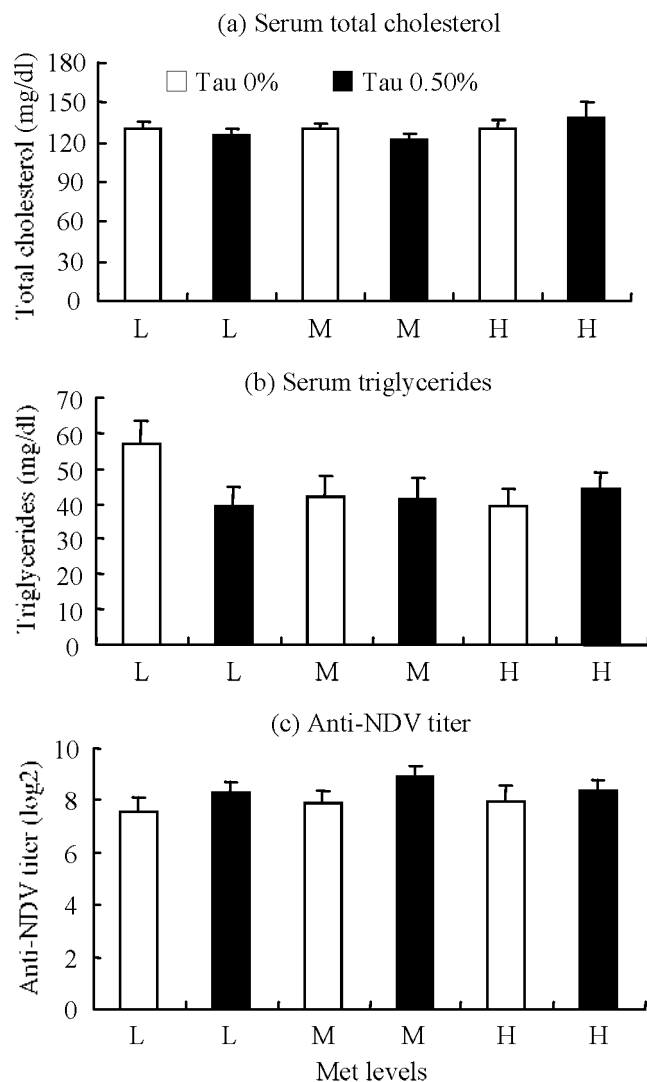 (a) Serum total cholesterol
Total cholesterol (mg/dl)
180
150
120
90
60
30
0
Tau 0% Tau 0.50%
L L M M H H
(b) Serum triglycerides
Triglycerides (mg/dl)
70
60
50
40
30
20
10
0
L L M M H H
(c) Anti-NDV titer
Anti-NDV titer (log2)
10
8
6
4
2
0
L L M M H H
Met levels